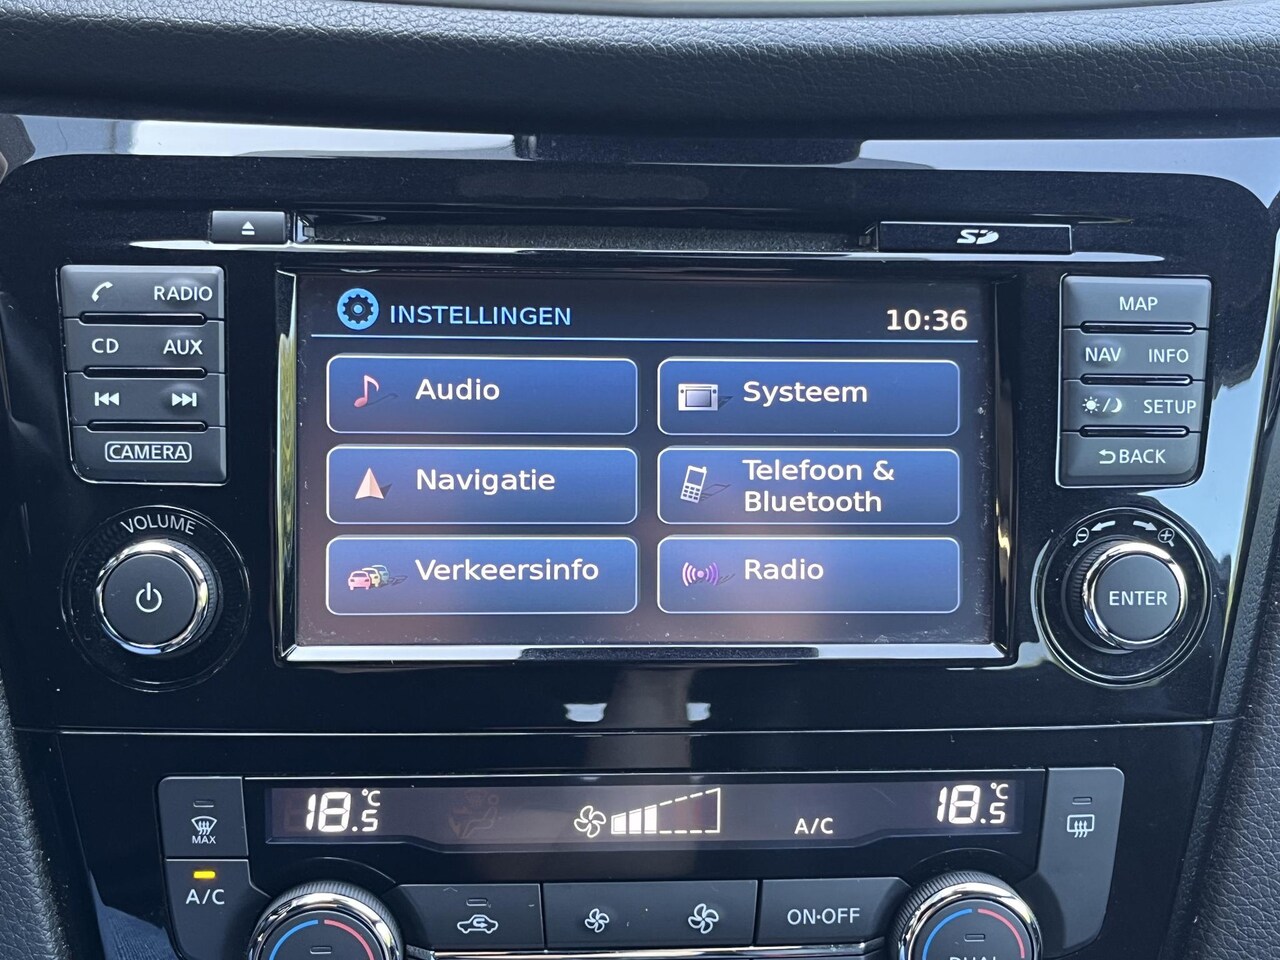 SD
RADIO
CD AUX
CAMERA
VOLUME
INSTELLINGEN
10:36
Audio
Systeem
Navigatie
Telefoon &
Bluetooth
Verkeersinfo
Radio
MAP
NAV INFO
SETUP
BACK
ENTER
MAX
A/C
18.5 °C
A/C
18.5 °C
ON·OFF
DUAL